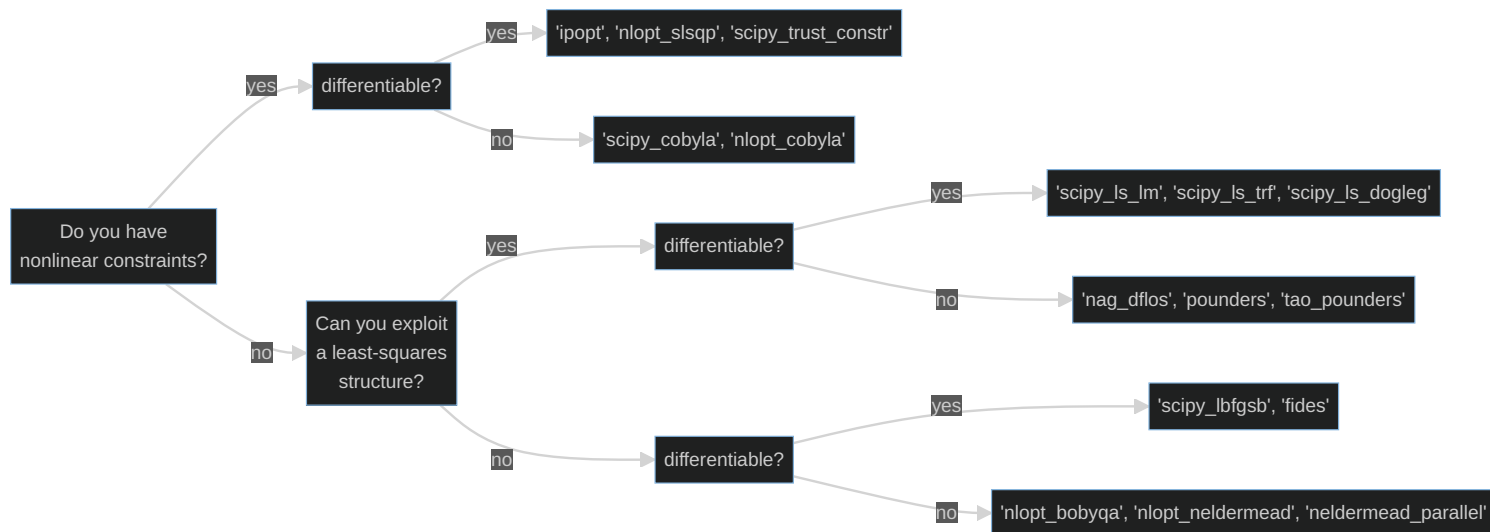 yes
'ipopt', 'nlopt_slsqp', 'scipy_trust_constr'
yes
differentiable?
no
'scipy_cobyla', 'nlopt_cobyla'
Do you have
nonlinear constraints?
yes
'scipy_ls_lm', 'scipy_ls_trf', 'scipy_ls_dogleg'
yes
differentiable?
no
'nag_dflos', 'pounders', 'tao_pounders'
no
Can you exploit
a least-squares
structure?
yes
'scipy_lbfgsb', 'fides'
no
differentiable?
no
'nlopt_bobyqa', 'nlopt_neldermead', 'neldermead_parallel'